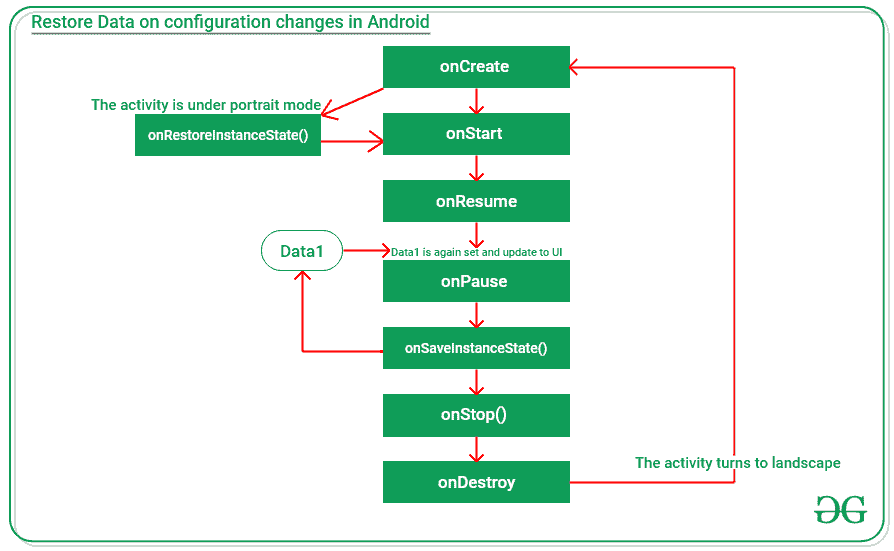 Restore Data on configuration changes in Android
onCreate
The activity is under portrait mode
onRestoreInstanceState()
onStart
onResume
Data1
Data1 is again set and update to UI
onPause
onSaveInstanceState()
onStop()
The activity turns to landscape
onDestroy